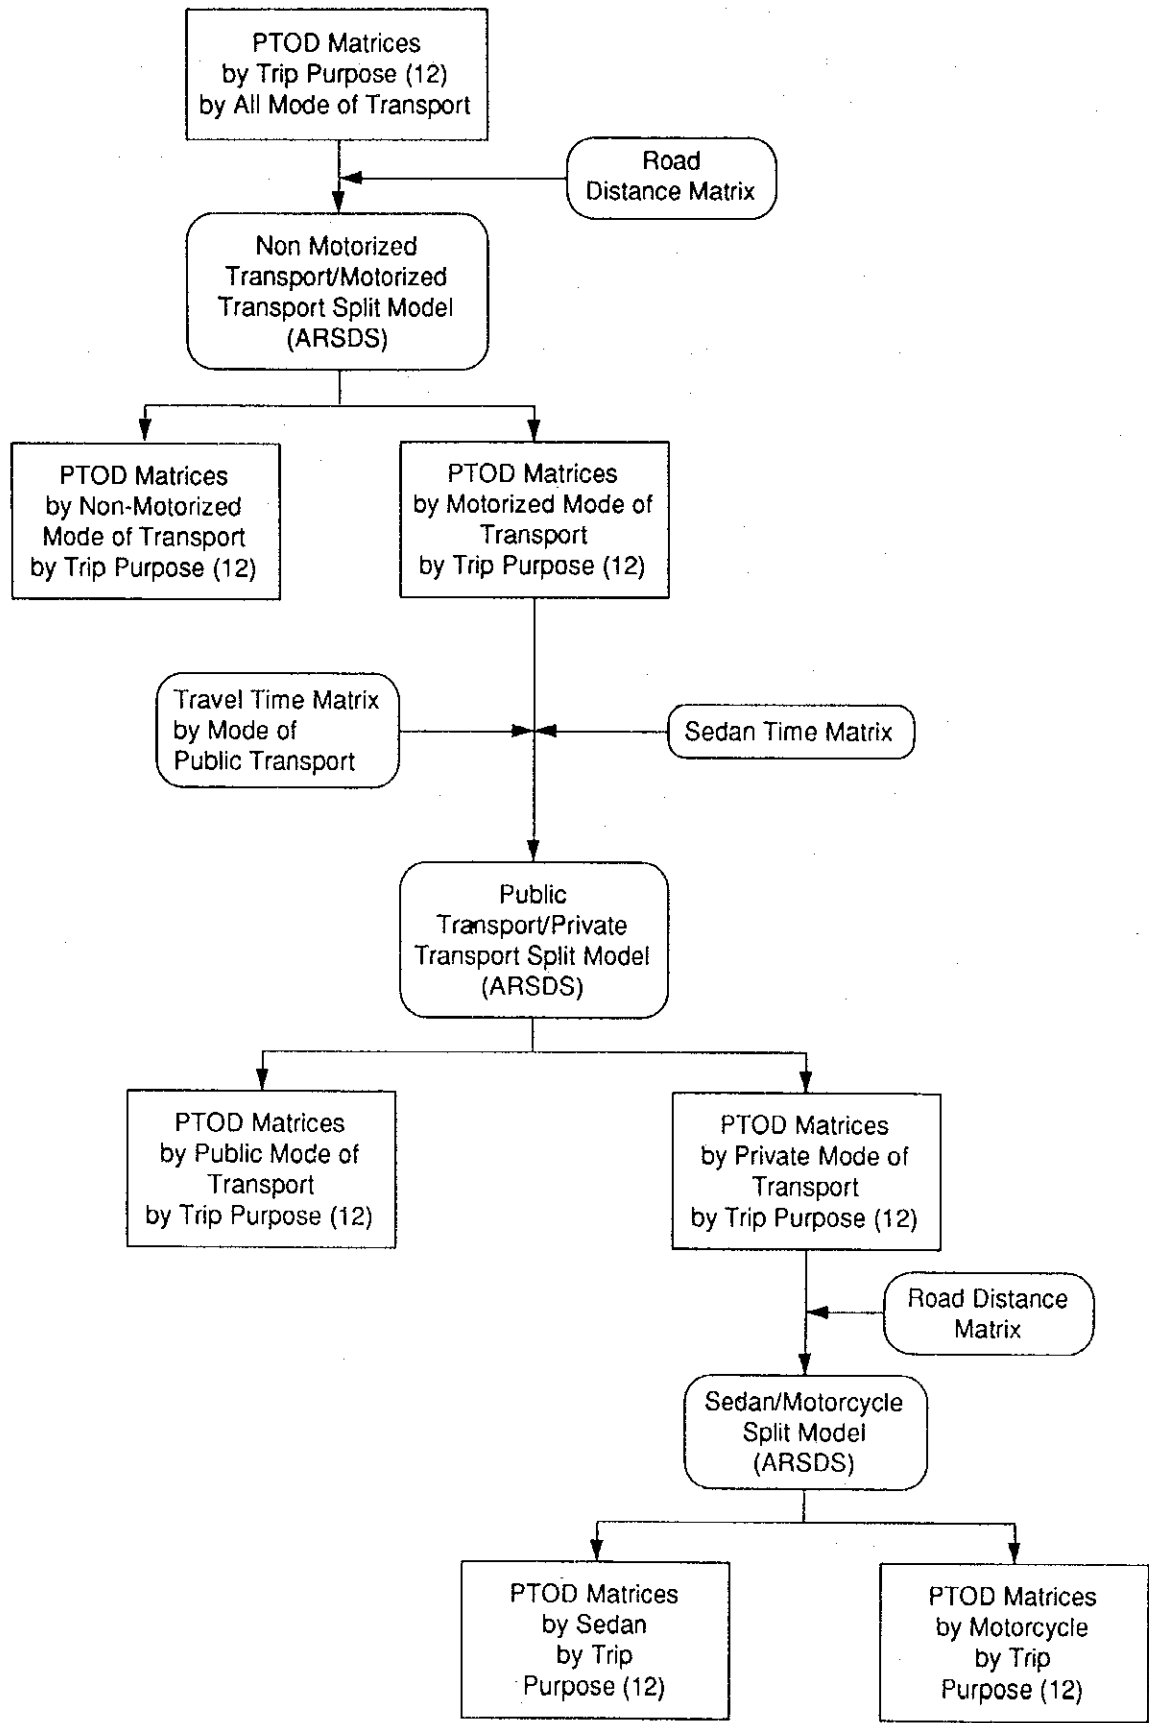 PTOD Matrices
by Trip Purpose (12)
by All Mode of Transport
Road
Distance Matrix
Non Motorized
Transport/Motorized
Transport Split Model
(ARSDS)
PTOD Matrices
by Non-Motorized
Mode of Transport
by Trip Purpose (12)
PTOD Matrices
by Motorized Mode of
Transport
by Trip Purpose (12)
Travel Time Matrix
by Mode of
Public Transport
Sedan Time Matrix
Public
Transport/Private
Transport Split Model
(ARSDS)
PTOD Matrices
by Public Mode of
Transport
by Trip Purpose (12)
PTOD Matrices
by Private Mode of
Transport
by Trip Purpose (12)
Road Distance
Matrix
Sedan/Motorcycle
Split Model
(ARSDS)
PTOD Matrices
by Sedan
by Trip
Purpose (12)
PTOD Matrices
by Motorcycle
by Trip
Purpose (12)